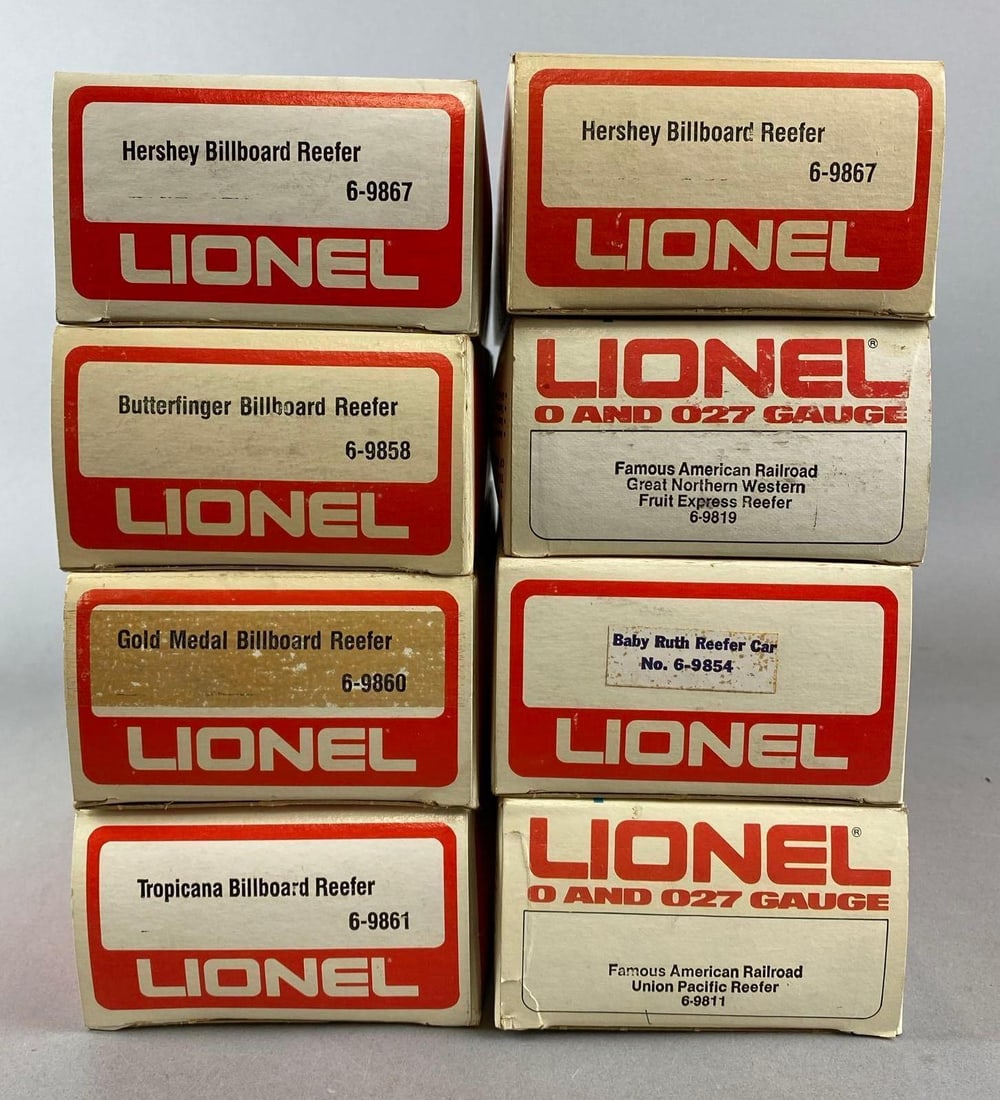 Hershey Billboard Reefer
6-9867
LIONEL
Hershey Billboard Reefer
6-9867
LIONEL
Butterfinger Billboard Reefer
6-9858
LIONEL
LIONEL®
O AND O27 GAUGE
Famous American Railroad
Great Northern Western
Fruit Express Reefer
6-9819
Gold Medal Billboard Reefer
6-9860
LIONEL
Baby Ruth Reefer Car
No. 6-9854
LIONEL
Tropicana Billboard Reefer
6-9861
LIONEL
LIONEL®
O AND O27 GAUGE
Famous American Railroad
Union Pacific Reefer
6-9811